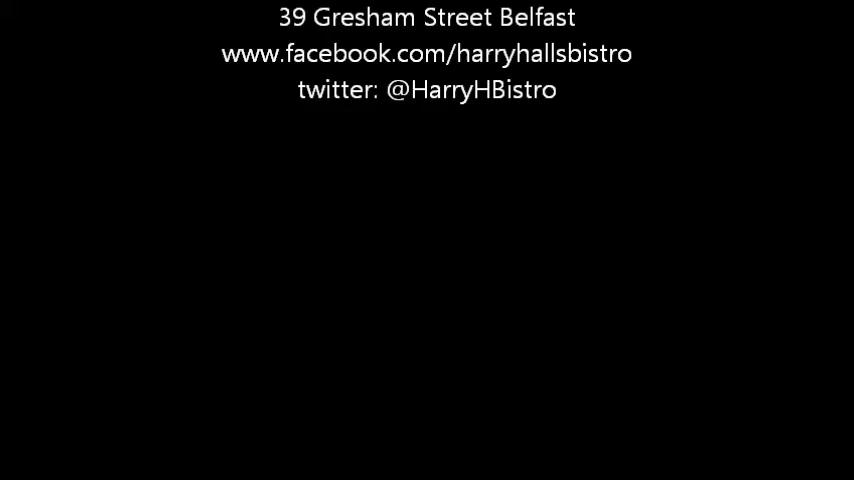 39 Gresham Street Belfast
www.facebook.com/harryhallsbistro
twitter: @HarryHBistro